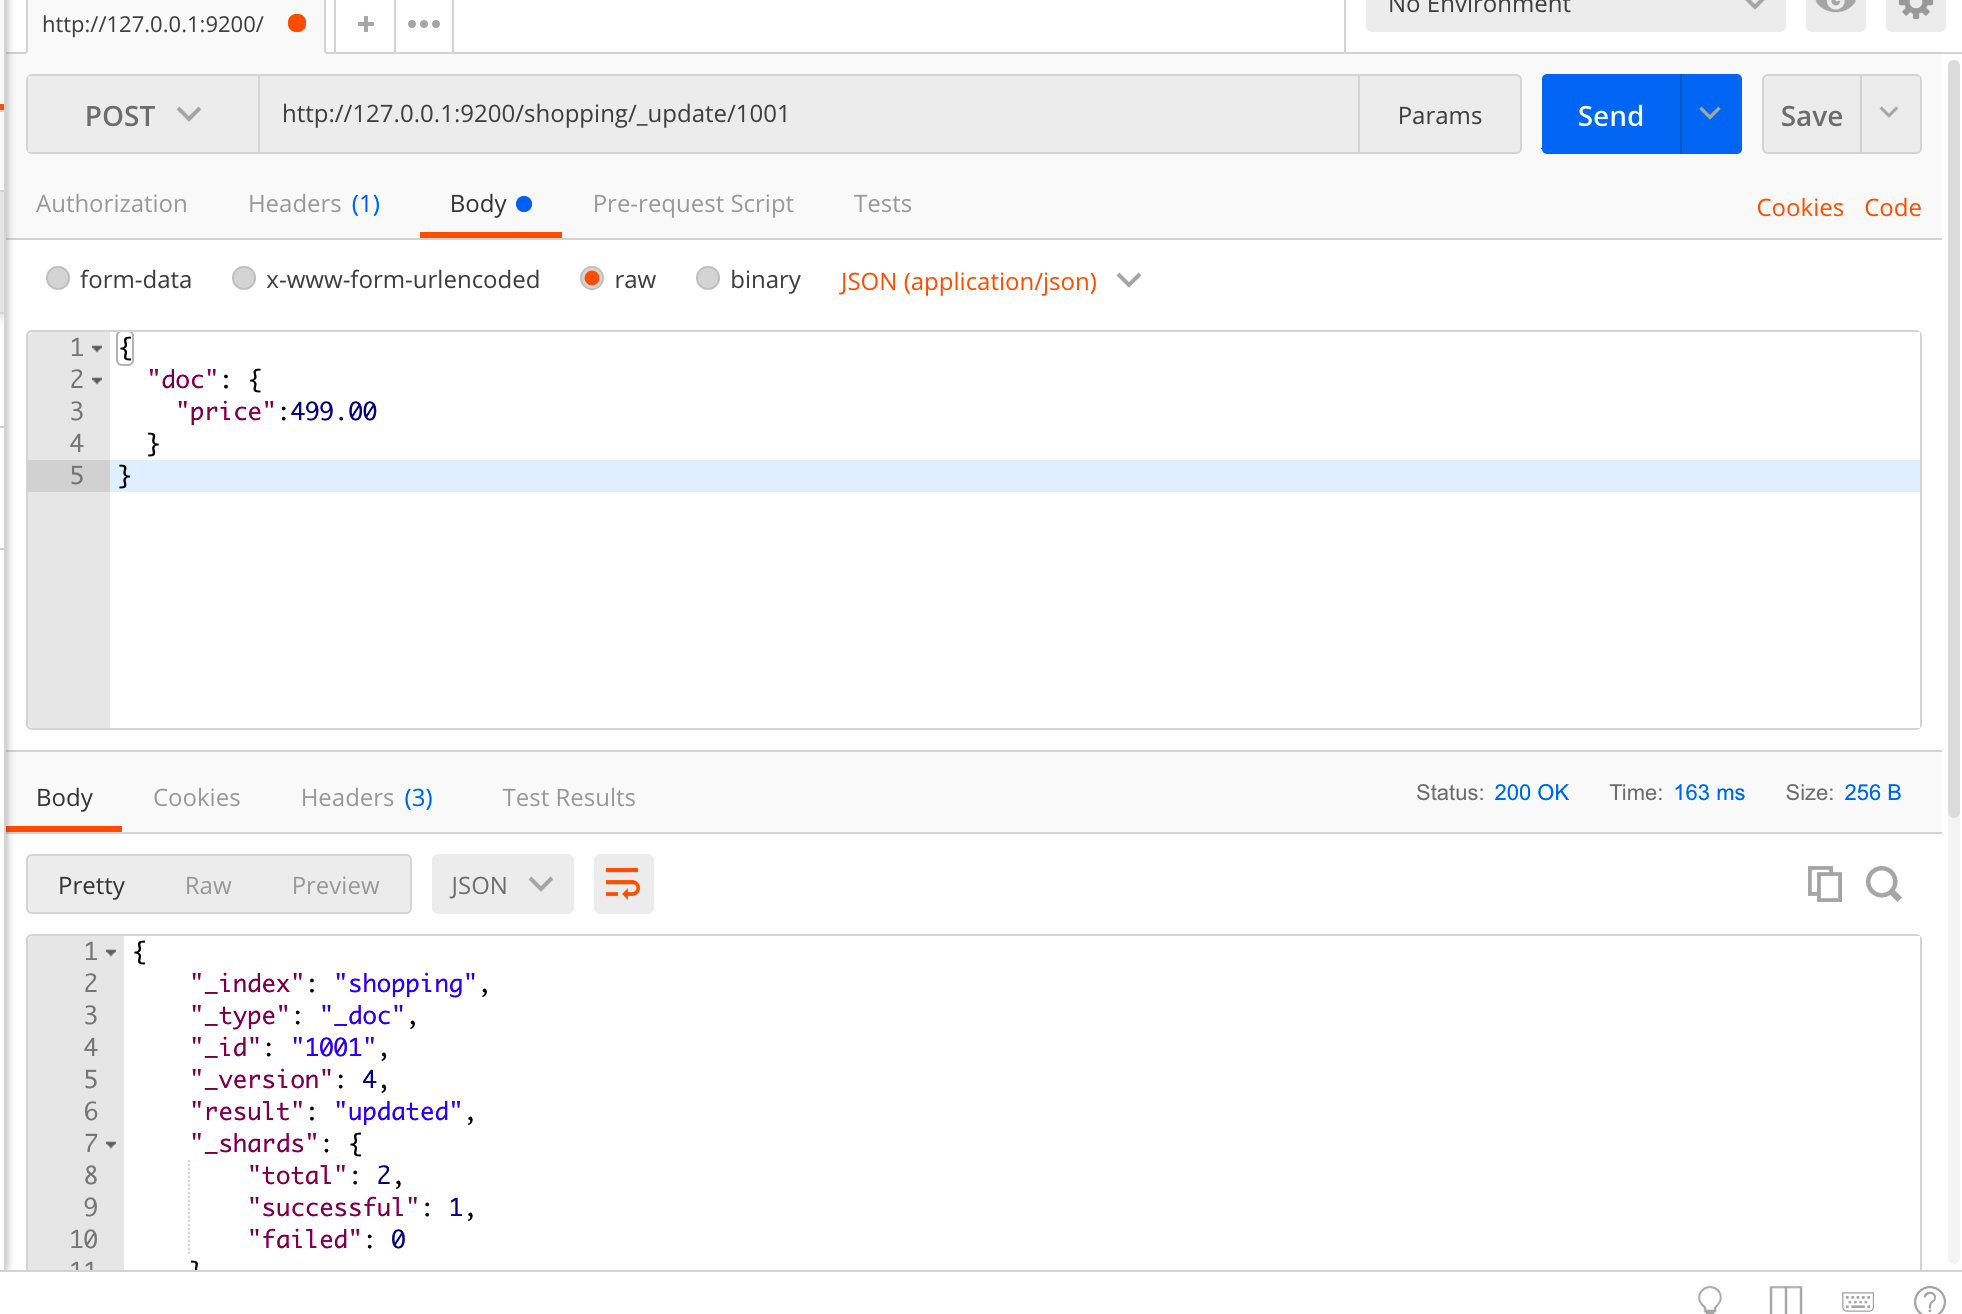 http://127.0.0.1:9200/
No Environment
POST http://127.0.0.1:9200/shopping/_update/1001 Params Send Save
Authorization Headers (1) Body Pre-request Script Tests Cookies Code
form-data x-www-form-urlencoded raw binary JSON (application/json)
1 {
2 "doc": {
3 "price":499.00
4 }
5 }
Body Cookies Headers (3) Test Results Status: 200 OK Time: 163 ms Size: 256 B
Pretty Raw Preview JSON
1 {
2 "_index": "shopping",
3 "_type": "_doc",
4 "_id": "1001",
5 "_version": 4,
6 "result": "updated",
7 "_shards": {
8 "total": 2,
9 "successful": 1,
10 "failed": 0
11 }